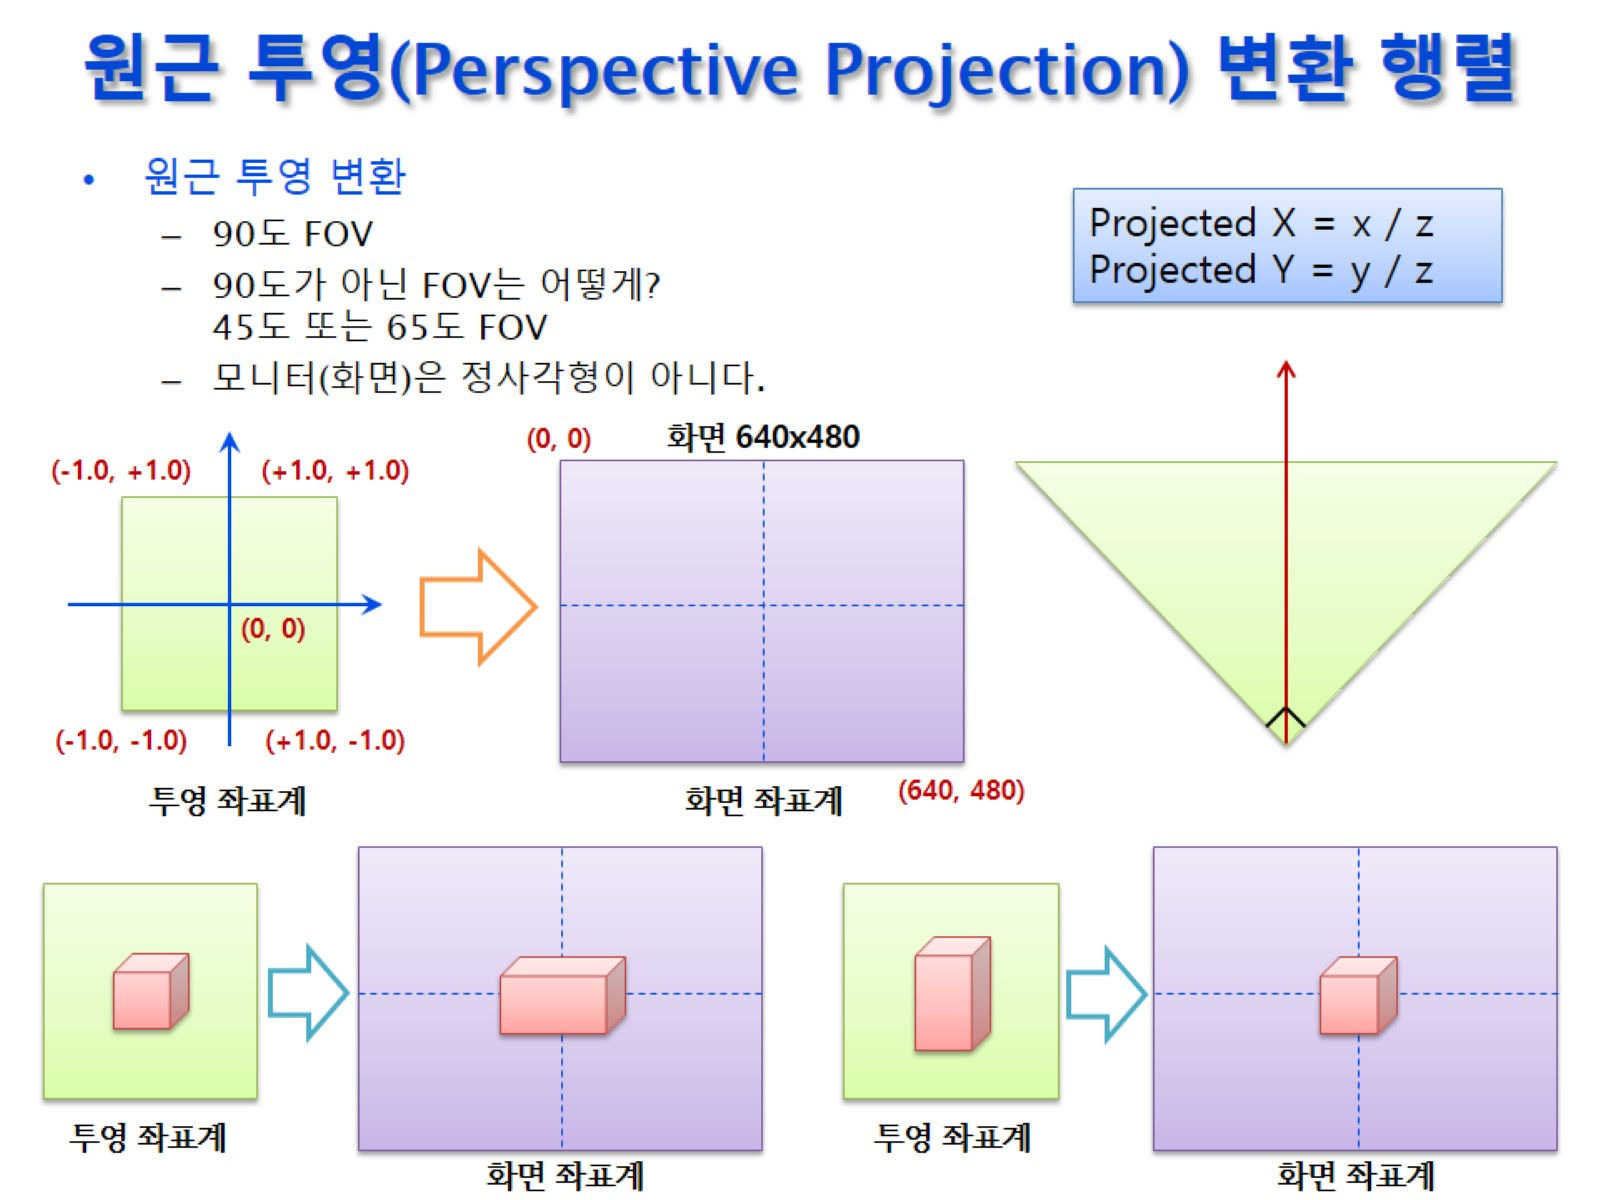 원근 투영(Perspective Projection) 변환 행렬
• 원근 투영 변환
– 90도 FOV
– 90도가 아닌 FOV는 어떻게?
45도 또는 65도 FOV
– 모니터(화면)은 정사각형이 아니다.
Projected X = x / z
Projected Y = y / z
(-1.0, +1.0)
(+1.0, +1.0)
(0, 0)
(-1.0, -1.0)
(+1.0, -1.0)
투영 좌표계
(0, 0)
화면 640x480
화면 좌표계
(640, 480)
투영 좌표계
화면 좌표계
투영 좌표계
화면 좌표계